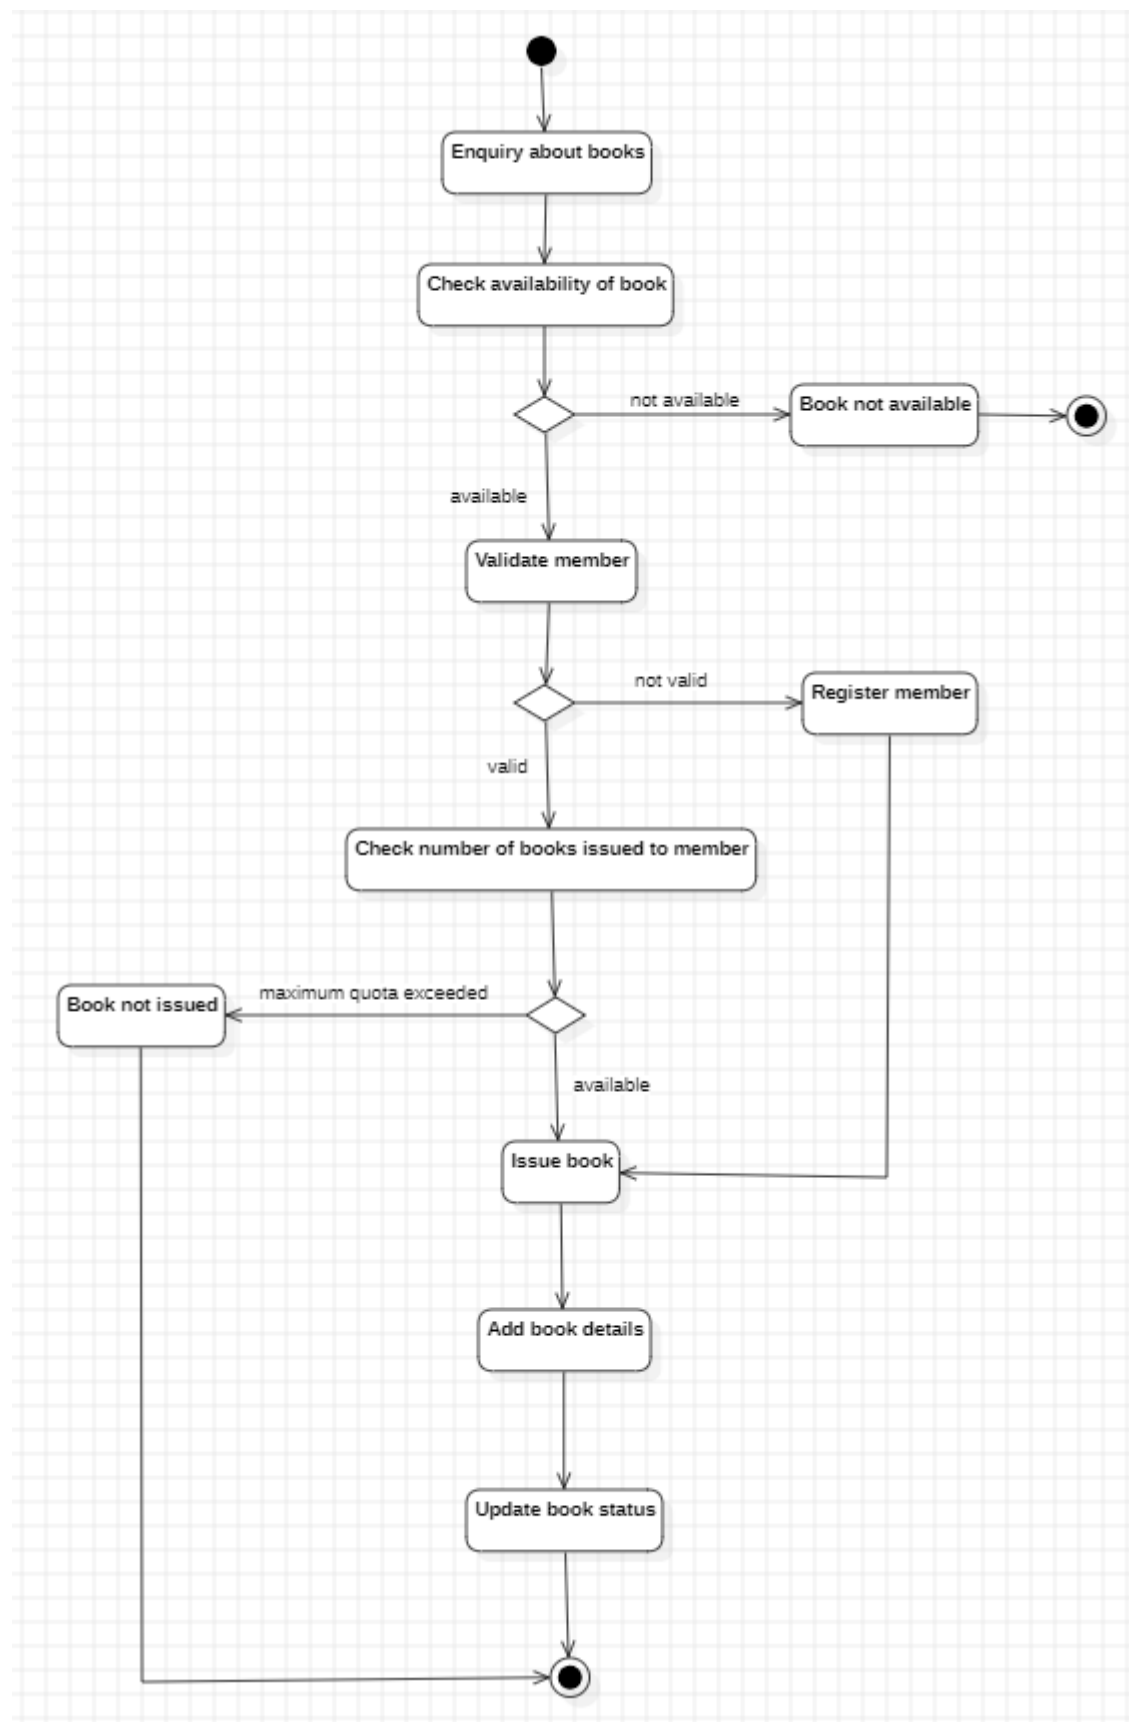 Enquiry about books
Check availability of book
not available
Book not available
available
Validate member
not valid
Register member
valid
Check number of books issued to member
maximum quota exceeded
Book not issued
available
Issue book
Add book details
Update book status